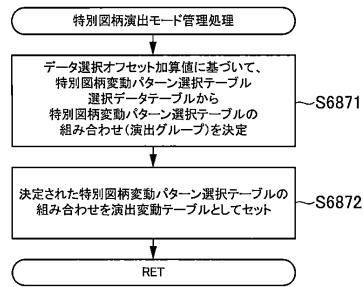 特別図柄演出モード管理処理
データ選択オフセット加算値に基づいて、
特別図柄変動パターン選択テーブル
選択データテーブルから
特別図柄変動パターン選択テーブルの
組み合わせ(演出グループ)を決定
S6871
決定された特別図柄変動パターン選択テーブルの
組み合わせを演出変動テーブルとしてセット
S6872
RET